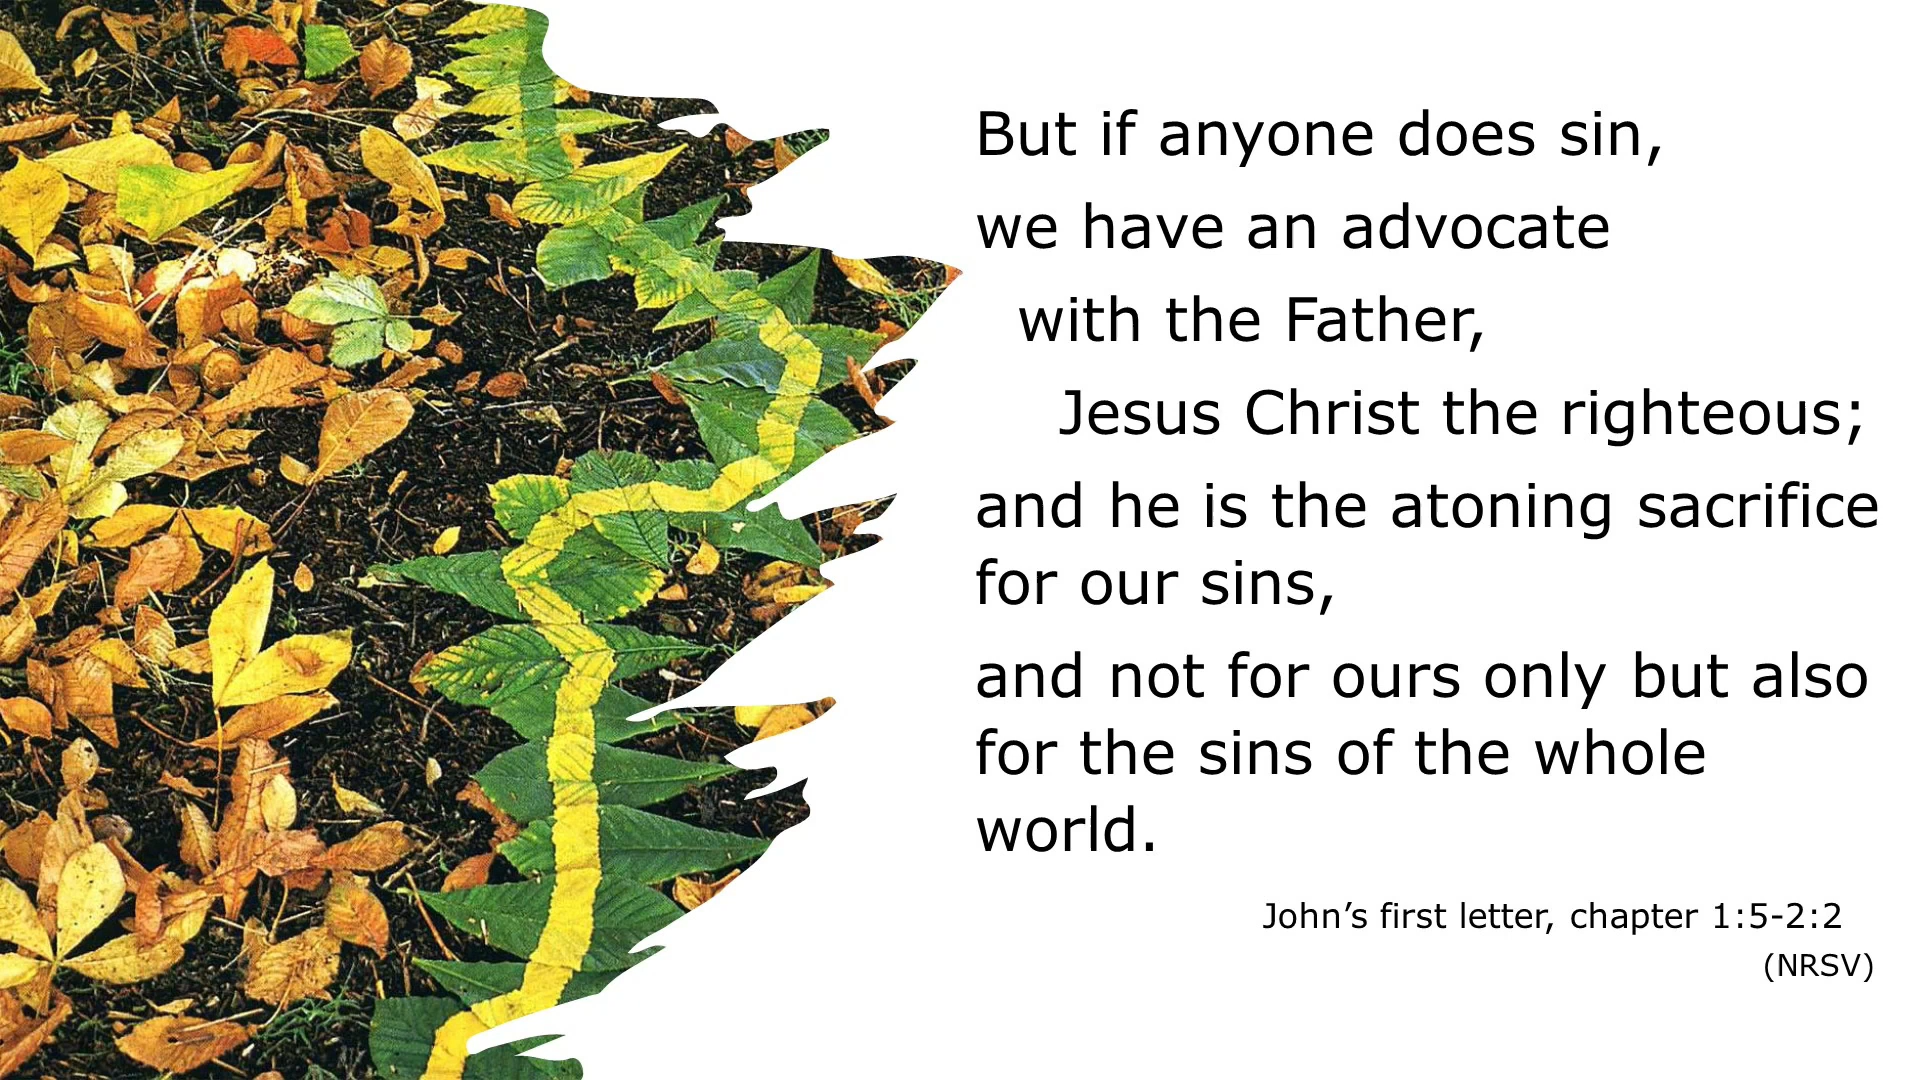 But if anyone does sin,
we have an advocate
with the Father,
Jesus Christ the righteous;
and he is the atoning sacrifice
for our sins,
and not for ours only but also
for the sins of the whole
world.
John’s first letter, chapter 1:5-2:2
(NRSV)